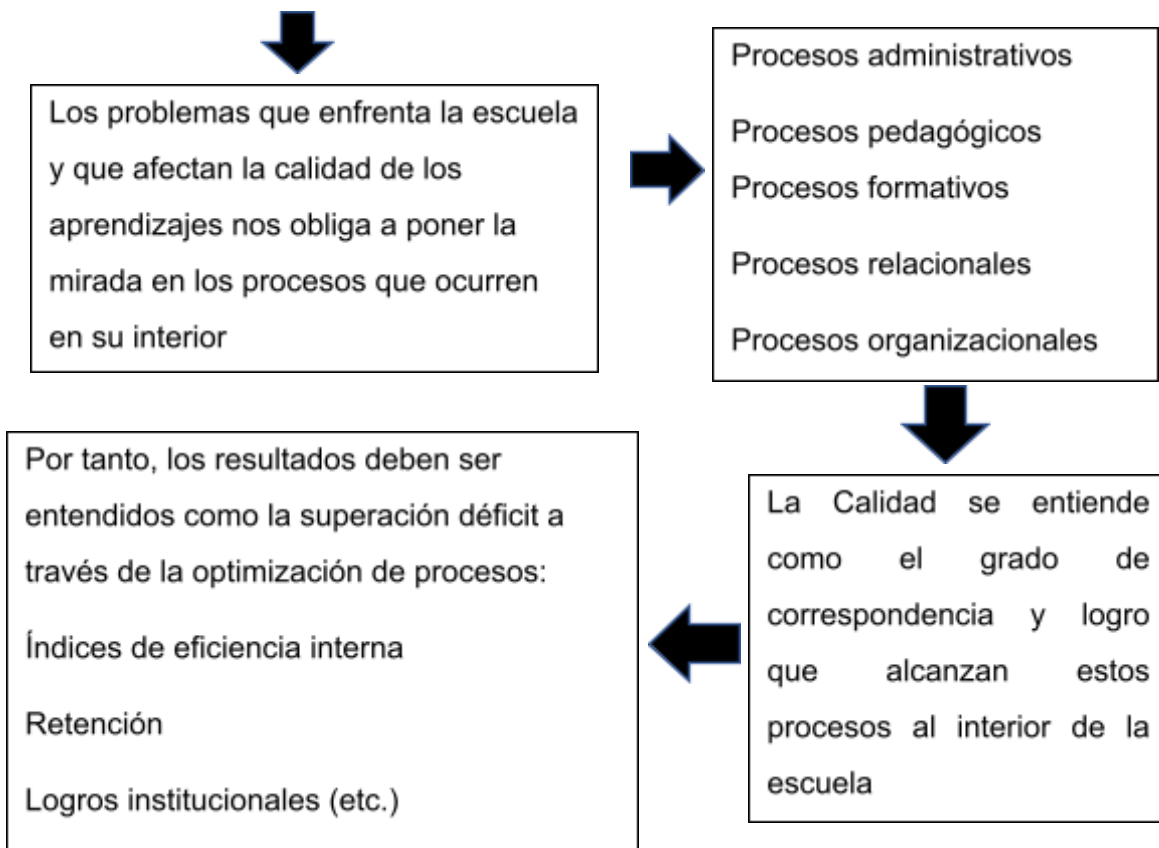 Los problemas que enfrenta la escuela
y que afectan la calidad de los
aprendizajes nos obliga a poner la
mirada en los procesos que ocurren
en su interior
Procesos administrativos
Procesos pedagógicos
Procesos formativos
Procesos relacionales
Procesos organizacionales
La Calidad se entiende
como el grado de
correspondencia y logro
que alcanzan estos
procesos al interior de la
escuela
Por tanto, los resultados deben ser
entendidos como la superación déficit a
través de la optimización de procesos:
Índices de eficiencia interna
Retención
Logros institucionales (etc.)